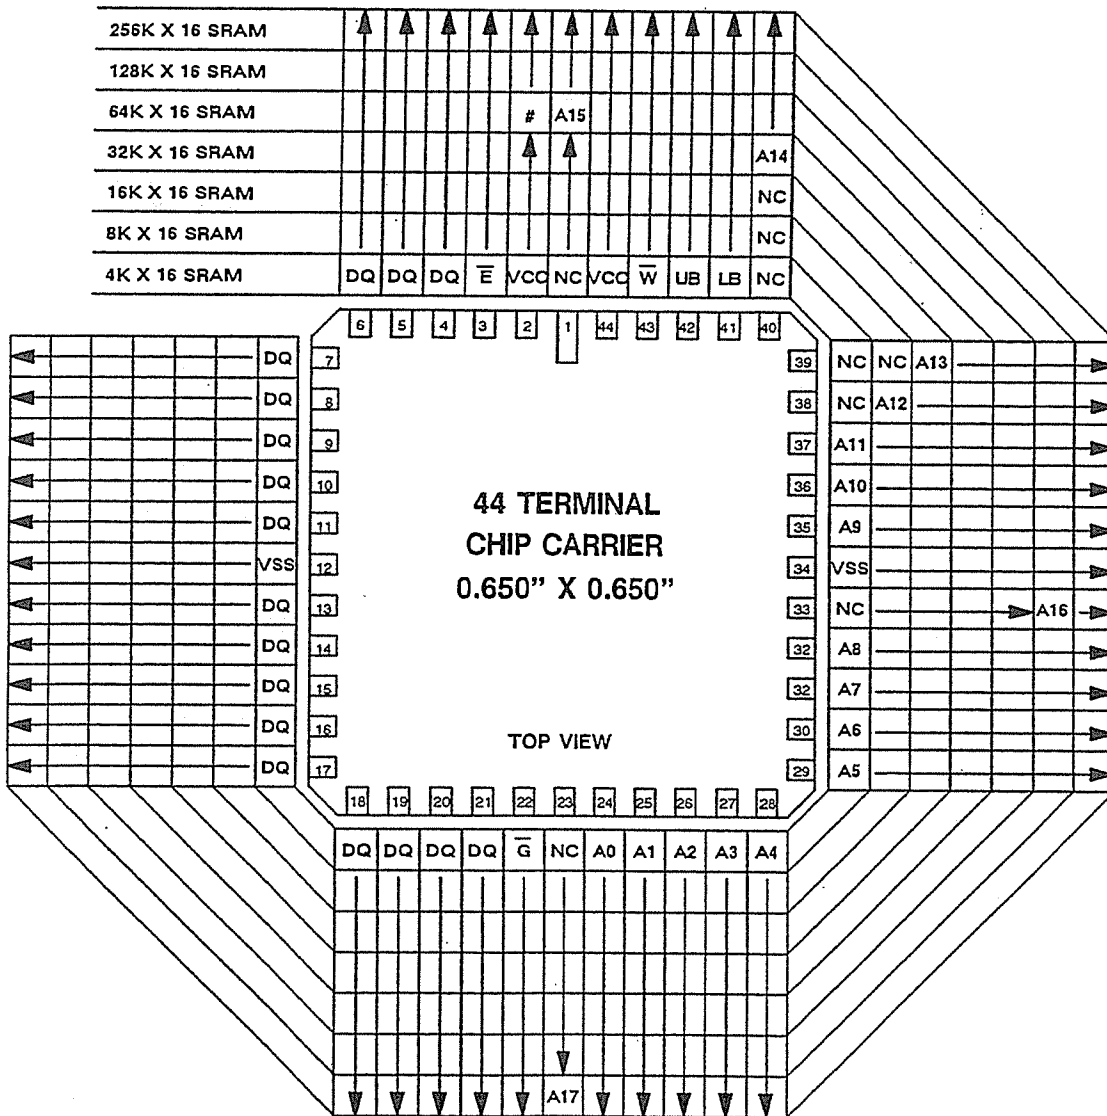 256K X 16 SRAM
128K X 16 SRAM
64K X 16 SRAM # A15
32K X 16 SRAM A14
16K X 16 SRAM NC
8K X 16 SRAM NC
4K X 16 SRAM DQ DQ DQ E̅ VCC NC VCC W̅ UB LB NC
6 5 4 3 2 1 44 43 42 41 40
DQ 7 39 NC NC A13
DQ 8 38 NC A12
DQ 9 37 A11
DQ 10 36 A10
DQ 11 35 A9
VSS 12 34 VSS
DQ 13 33 NC A16
DQ 14 32 A8
DQ 15 32 A7
DQ 16 30 A6
DQ 17 29 A5
44 TERMINAL
CHIP CARRIER
0.650” X 0.650”
TOP VIEW
18 19 20 21 22 23 24 25 26 27 28
DQ DQ DQ DQ G̅ NC A0 A1 A2 A3 A4
A17